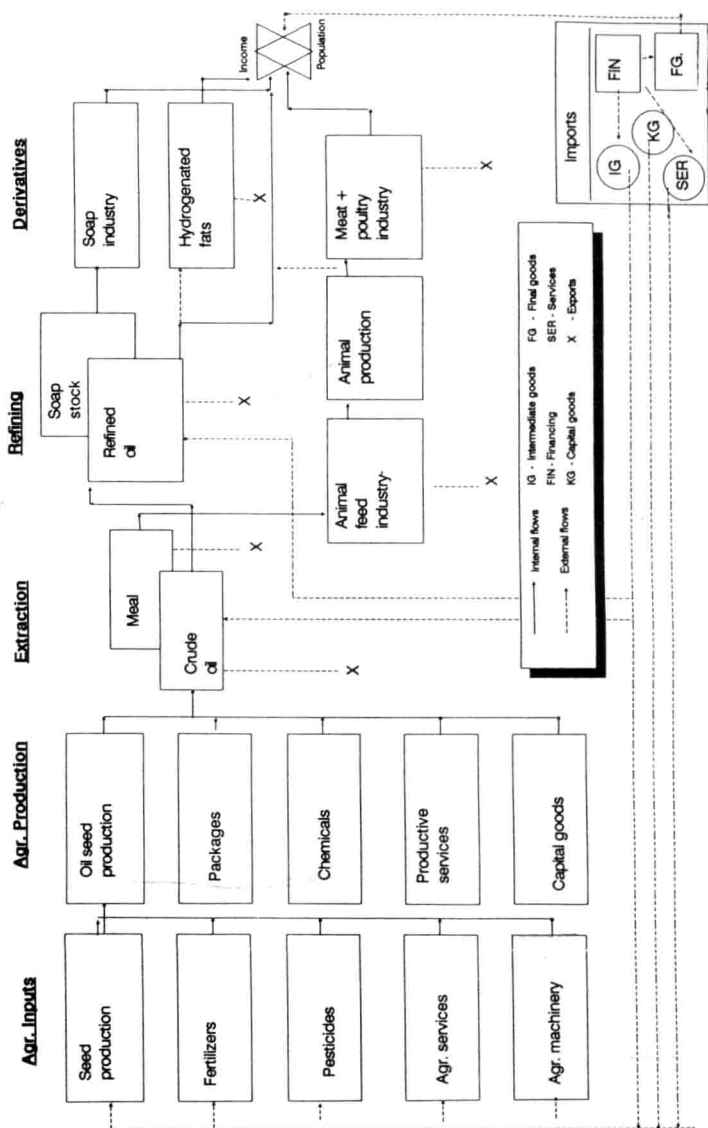 Agr. Inputs
Agr. Production
Extraction
Refining
Derivatives
Seed
production
Fertilizers
Pesticides
Agr. services
Agr. machinery
Oil seed
production
Packages
Chemicals
Productive
services
Capital goods
Meal
Crude
oil
X
X
Soap
stock
Refined
oil
X
Animal
feed
industry-
X
Animal
production
Soap
industry
Hydrogenated
fats
X
Meat +
poultry
industry
X
Income
Population
Internal flows
External flows
IG - Intermediate goods
FIN - Financing
KG - Capital goods
FG - Final goods
SER - Services
X - Exports
Imports
FIN
FG.
IG
KG
SER